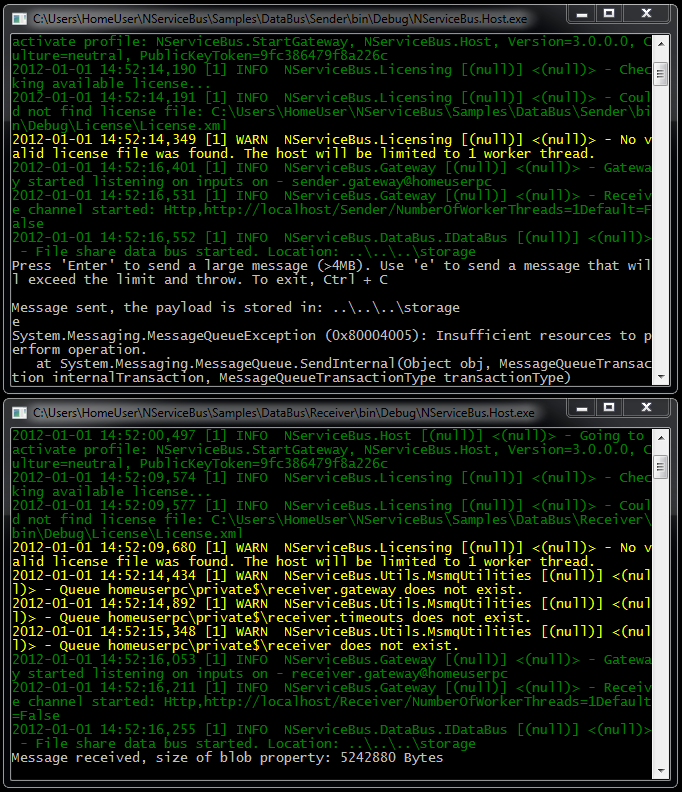 C:\Users\HomeUser\NServiceBus\Samples\DataBus\Sender\bin\Debug\NServiceBus.Host.exe
activate profile: NServiceBus.StartGateway, NServiceBus.Host, Version=3.0.0.0, C
ulture=neutral, PublicKeyToken=9fc386479f8a226c
2012-01-01 14:52:14,190 [1] INFO  NServiceBus.Licensing [(null)] <(null)> - Chec
king available license...
2012-01-01 14:52:14,191 [1] INFO  NServiceBus.Licensing [(null)] <(null)> - Coul
d not find license file: C:\Users\HomeUser\NServiceBus\Samples\DataBus\Sender\bi
n\Debug\License\License.xml
2012-01-01 14:52:14,349 [1] WARN  NServiceBus.Licensing [(null)] <(null)> - No v
alid license file was found. The host will be limited to 1 worker thread.
2012-01-01 14:52:16,401 [1] INFO  NServiceBus.Gateway [(null)] <(null)> - Gatewa
y started listening on inputs on - sender.gateway@homeuserpc
2012-01-01 14:52:16,531 [1] INFO  NServiceBus.Gateway [(null)] <(null)> - Receiv
e channel started: Http,http://localhost/Sender/NumberOfWorkerThreads=1Default=F
alse
2012-01-01 14:52:16,552 [1] INFO  NServiceBus.DataBus.IDataBus [(null)] <(null)>
 - File share data bus started. Location: ..\..\..\storage
Press 'Enter' to send a large message (>4MB). Use 'e' to send a message that wil
l exceed the limit and throw. To exit, Ctrl + C
Message sent, the payload is stored in: ..\..\..\storage
e
System.Messaging.MessageQueueException (0x80004005): Insufficient resources to p
erform operation.
   at System.Messaging.MessageQueue.SendInternal(Object obj, MessageQueueTransac
tion internalTransaction, MessageQueueTransactionType transactionType)
C:\Users\HomeUser\NServiceBus\Samples\DataBus\Receiver\bin\Debug\NServiceBus.Host.exe
2012-01-01 14:52:00,497 [1] INFO  NServiceBus.Host [(null)] <(null)> - Going to
activate profile: NServiceBus.StartGateway, NServiceBus.Host, Version=3.0.0.0, C
ulture=neutral, PublicKeyToken=9fc386479f8a226c
2012-01-01 14:52:09,574 [1] INFO  NServiceBus.Licensing [(null)] <(null)> - Chec
king available license...
2012-01-01 14:52:09,577 [1] INFO  NServiceBus.Licensing [(null)] <(null)> - Coul
d not find license file: C:\Users\HomeUser\NServiceBus\Samples\DataBus\Receiver\
bin\Debug\License\License.xml
2012-01-01 14:52:09,680 [1] WARN  NServiceBus.Licensing [(null)] <(null)> - No v
alid license file was found. The host will be limited to 1 worker thread.
2012-01-01 14:52:14,434 [1] WARN  NServiceBus.Utils.MsmqUtilities [(null)] <(nul
l)> - Queue homeuserpc\private$\receiver.gateway does not exist.
2012-01-01 14:52:14,892 [1] WARN  NServiceBus.Utils.MsmqUtilities [(null)] <(nul
l)> - Queue homeuserpc\private$\receiver.timeouts does not exist.
2012-01-01 14:52:15,348 [1] WARN  NServiceBus.Utils.MsmqUtilities [(null)] <(nul
l)> - Queue homeuserpc\private$\receiver does not exist.
2012-01-01 14:52:16,053 [1] INFO  NServiceBus.Gateway [(null)] <(null)> - Gatewa
y started listening on inputs on - receiver.gateway@homeuserpc
2012-01-01 14:52:16,211 [1] INFO  NServiceBus.Gateway [(null)] <(null)> - Receiv
e channel started: Http,http://localhost/Receiver/NumberOfWorkerThreads=1Default
=False
2012-01-01 14:52:16,255 [1] INFO  NServiceBus.DataBus.IDataBus [(null)] <(null)>
 - File share data bus started. Location: ..\..\..\storage
Message received, size of blob property: 5242880 Bytes